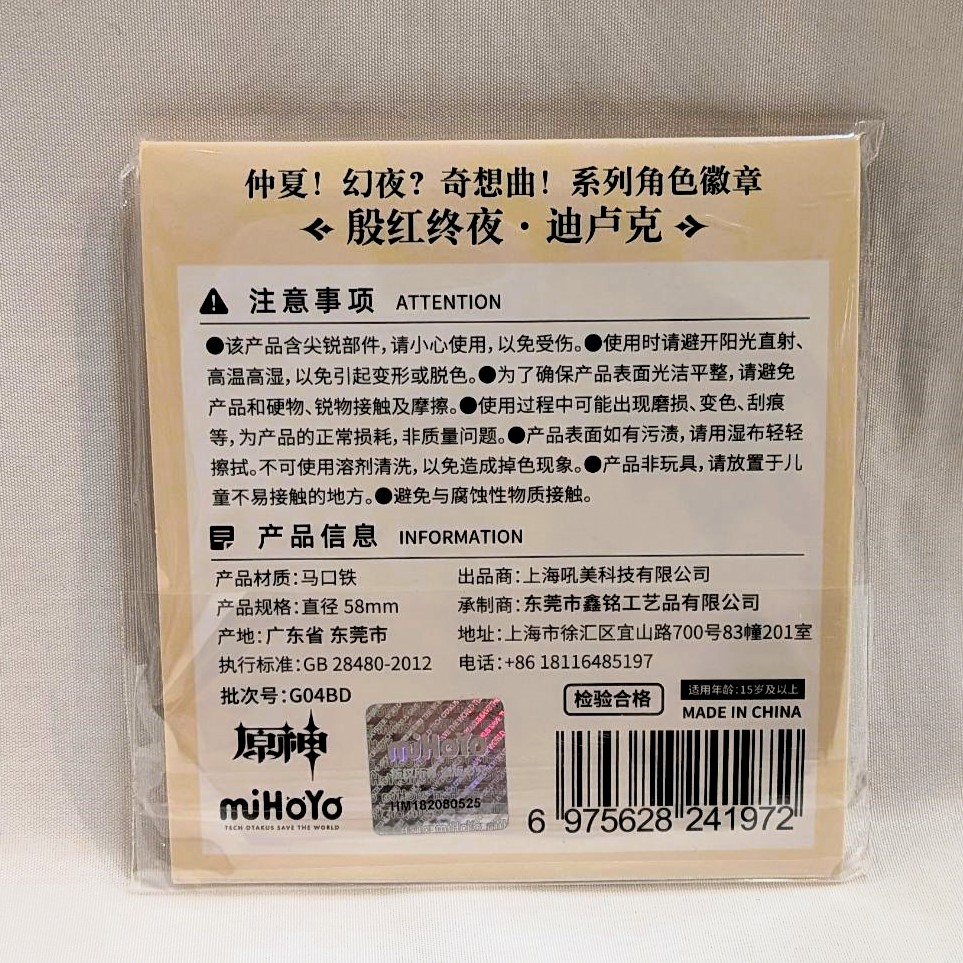 仲夏！幻夜？奇想曲！系列角色徽章
殷红终夜·迪卢克
注意事项 ATTENTION
●该产品含尖锐部件，请小心使用，以免受伤。●使用时请避开阳光直射、
高温高湿，以免引起变形或脱色。●为了确保产品表面光洁平整，请避免
产品和硬物、锐物接触及摩擦。●使用过程中可能出现磨损、变色、刮痕
等，为产品的正常损耗，非质量问题。●产品表面如有污渍，请用湿布轻轻
擦拭。不可使用溶剂清洗，以免造成掉色现象。●产品非玩具，请放置于儿
童不易接触的地方。●避免与腐蚀性物质接触。
产品信息 INFORMATION
产品材质：马口铁
产品规格：直径 58mm
产地：广东省 东莞市
执行标准：GB 28480-2012
批次号：G04BD
出品商：上海吼美科技有限公司
承制商：东莞市鑫铭工艺品有限公司
地址：上海市徐汇区宜山路700号83幢201室
电话：+86 18116485197
检验合格
适用年龄：15岁及以上
MADE IN CHINA
原神
miHoYo
TECH OTAKUS SAVE THE WORLD
miHoYo
HM182080525
6 975628 241972